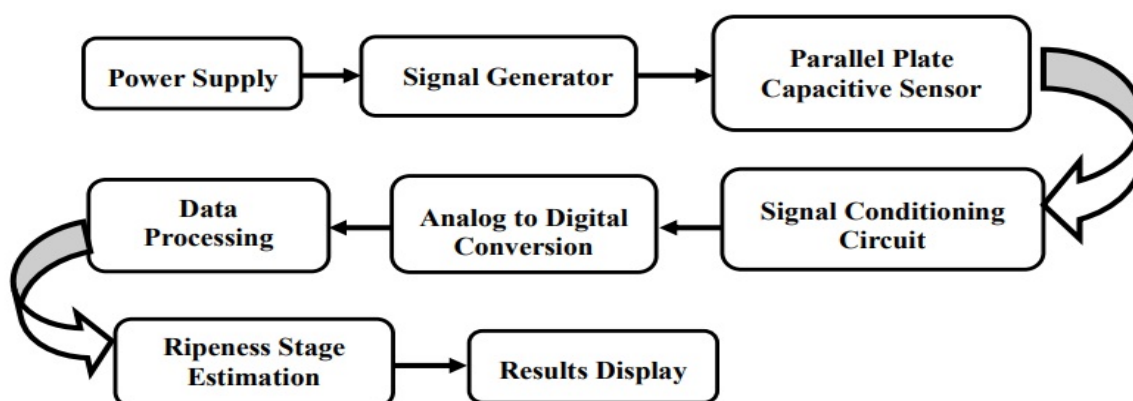 Power Supply
Signal Generator
Parallel Plate
Capacitive Sensor
Signal Conditioning
Circuit
Analog to Digital
Conversion
Data
Processing
Ripeness Stage
Estimation
Results Display